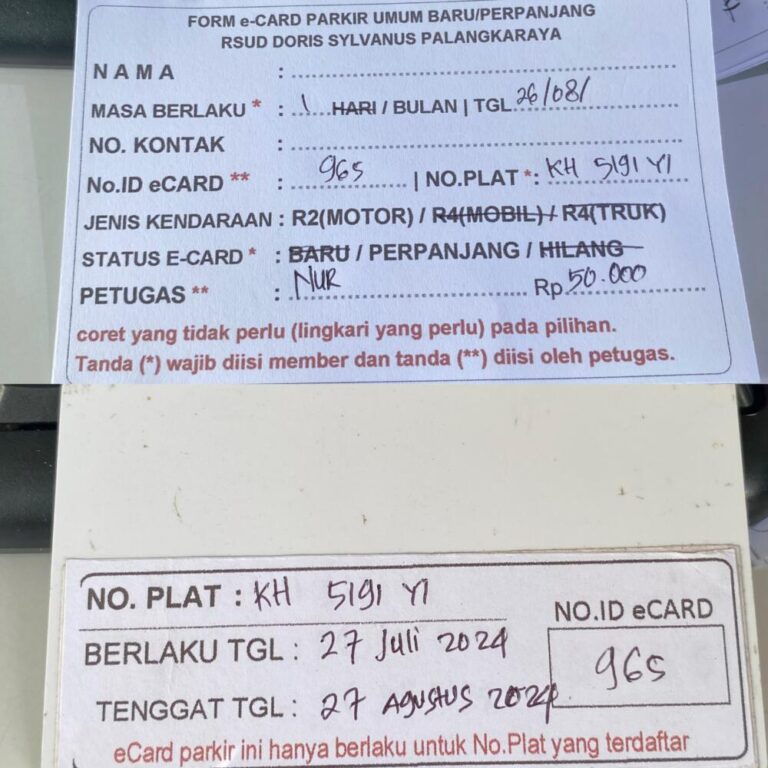 FORM e-CARD PARKIR UMUM BARU/PERPANJANG
RSUD DORIS SYLVANUS PALANGKARAYA
NAMA :
MASA BERLAKU * : 1 HARI / BULAN | TGL 26/08/
NO. KONTAK :
No.ID eCARD ** : 965 | NO.PLAT *: KH 5191 YI
JENIS KENDARAAN : R2(MOTOR) / R4(MOBIL) / R4(TRUK)
STATUS E-CARD * : BARU / PERPANJANG / HILANG
PETUGAS ** : NUR Rp.50.000
coret yang tidak perlu (lingkari yang perlu) pada pilihan.
Tanda (*) wajib diisi member dan tanda (**) diisi oleh petugas.
NO. PLAT : KH 5191 YI
BERLAKU TGL : 27 Juli 2024
TENGGAT TGL : 27 AGUSTUS 2024
NO.ID eCARD
965
eCard parkir ini hanya berlaku untuk No.Plat yang terdaftar